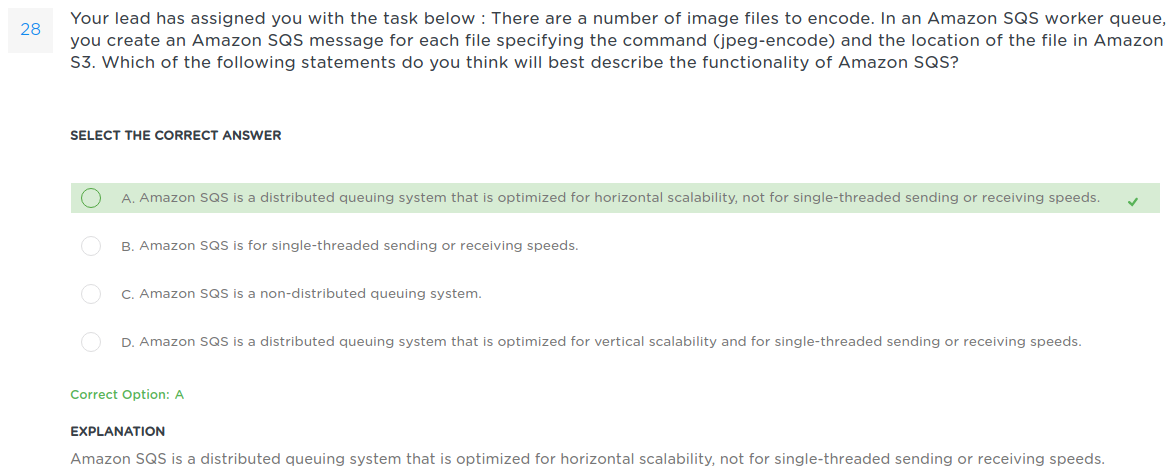 28
Your lead has assigned you with the task below : There are a number of image files to encode. In an Amazon SQS worker queue,
you create an Amazon SQS message for each file specifying the command (jpeg-encode) and the location of the file in Amazon
S3. Which of the following statements do you think will best describe the functionality of Amazon SQS?
SELECT THE CORRECT ANSWER
A. Amazon SQS is a distributed queuing system that is optimized for horizontal scalability, not for single-threaded sending or receiving speeds.
B. Amazon SQS is for single-threaded sending or receiving speeds.
C. Amazon SQS is a non-distributed queuing system.
D. Amazon SQS is a distributed queuing system that is optimized for vertical scalability and for single-threaded sending or receiving speeds.
Correct Option: A
EXPLANATION
Amazon SQS is a distributed queuing system that is optimized for horizontal scalability, not for single-threaded sending or receiving speeds.